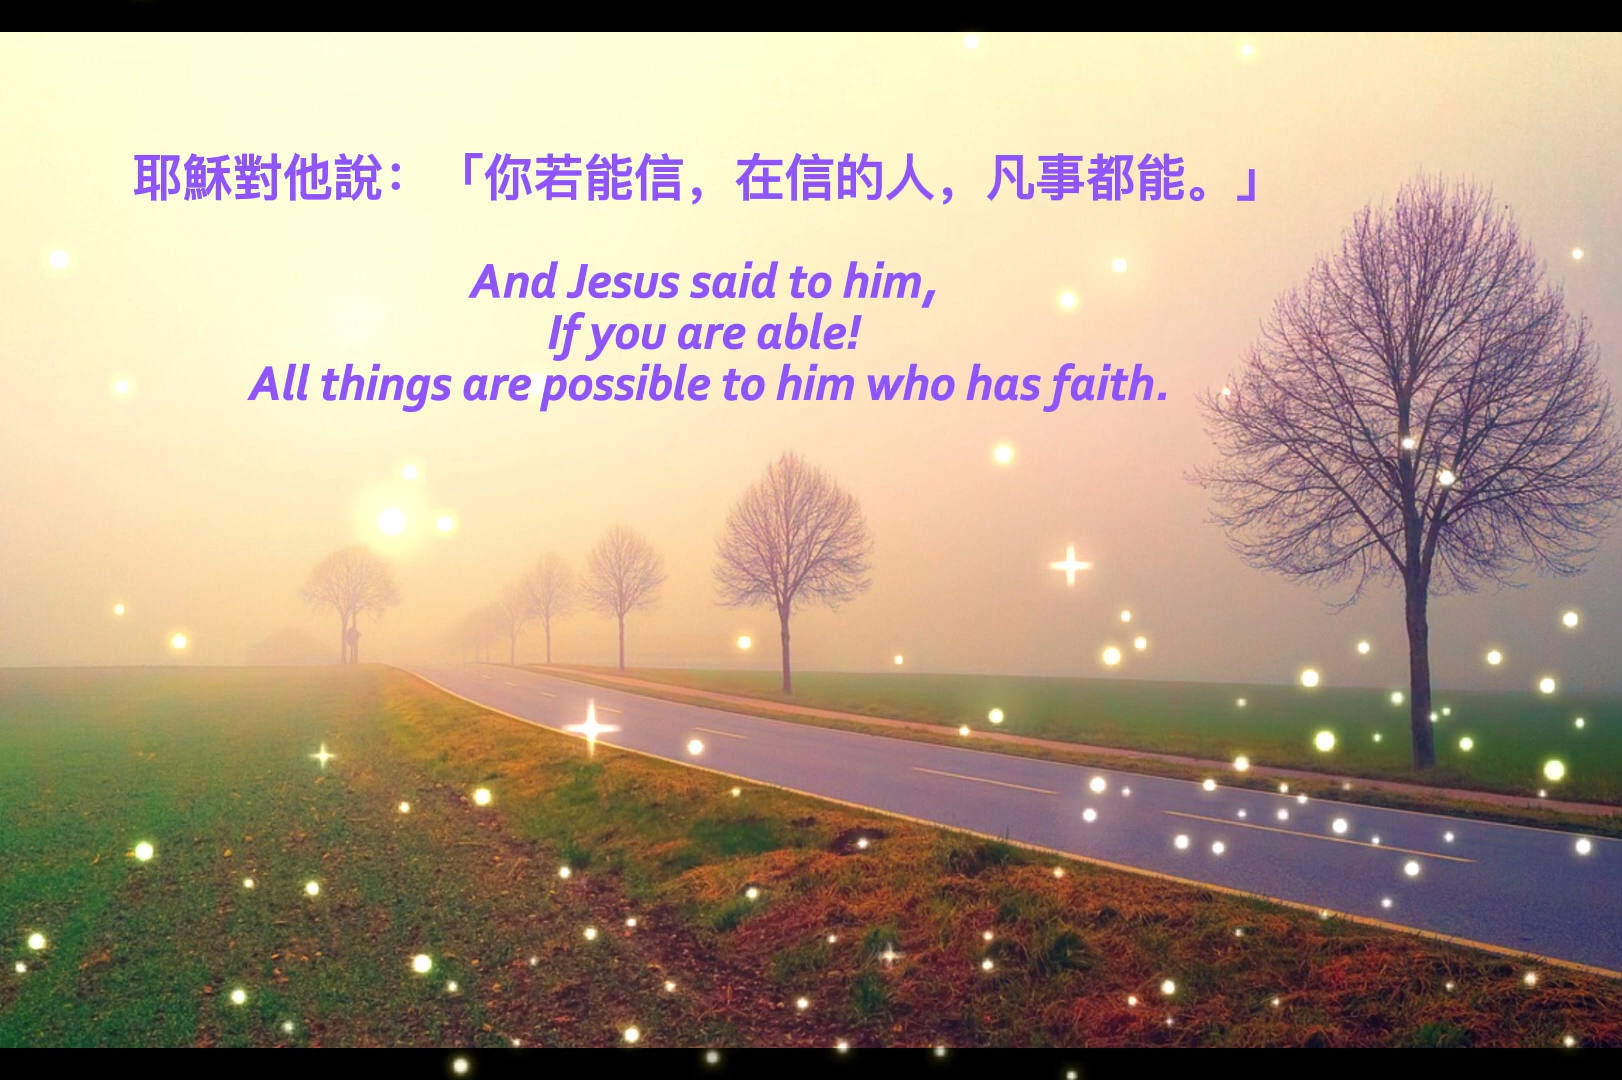 耶穌對他說：「你若能信，在信的人，凡事都能。」
And Jesus said to him,
If you are able!
All things are possible to him who has faith.